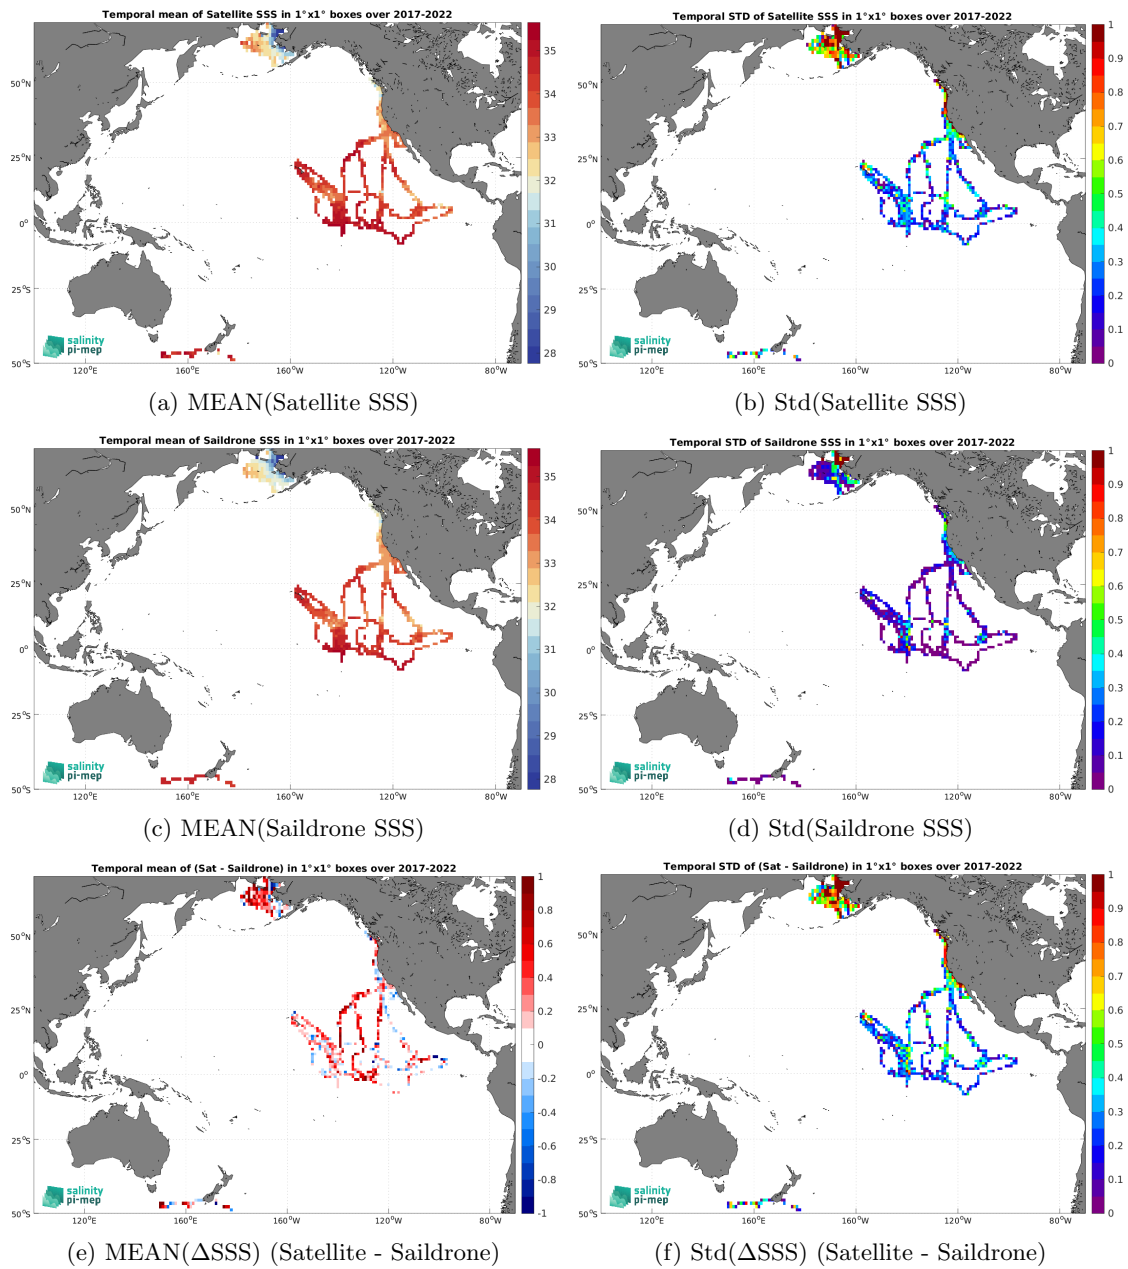 Temporal mean of Satellite SSS in 1°x1° boxes over 2017-2022
50°N
25°N
0°
25°S
50°S
120°E
160°E
160°W
120°W
80°W
35
34
33
32
31
30
29
28
salinity
pi-mep
(a) MEAN(Satellite SSS)
Temporal STD of Satellite SSS in 1°x1° boxes over 2017-2022
50°N
25°N
0°
25°S
50°S
120°E
160°E
160°W
120°W
80°W
1
0.9
0.8
0.7
0.6
0.5
0.4
0.3
0.2
0.1
0
salinity
pi-mep
(b) Std(Satellite SSS)
Temporal mean of Saildrone SSS in 1°x1° boxes over 2017-2022
50°N
25°N
0°
25°S
50°S
120°E
160°E
160°W
120°W
80°W
35
34
33
32
31
30
29
28
salinity
pi-mep
(c) MEAN(Saildrone SSS)
Temporal STD of Saildrone SSS in 1°x1° boxes over 2017-2022
50°N
25°N
0°
25°S
50°S
120°E
160°E
160°W
120°W
80°W
1
0.9
0.8
0.7
0.6
0.5
0.4
0.3
0.2
0.1
0
salinity
pi-mep
(d) Std(Saildrone SSS)
Temporal mean of (Sat - Saildrone) in 1°x1° boxes over 2017-2022
50°N
25°N
0°
25°S
50°S
120°E
160°E
160°W
120°W
80°W
1
0.8
0.6
0.4
0.2
0
-0.2
-0.4
-0.6
-0.8
-1
salinity
pi-mep
(e) MEAN(ΔSSS) (Satellite - Saildrone)
Temporal STD of (Sat - Saildrone) in 1°x1° boxes over 2017-2022
50°N
25°N
0°
25°S
50°S
120°E
160°E
160°W
120°W
80°W
1
0.9
0.8
0.7
0.6
0.5
0.4
0.3
0.2
0.1
0
salinity
pi-mep
(f) Std(ΔSSS) (Satellite - Saildrone)